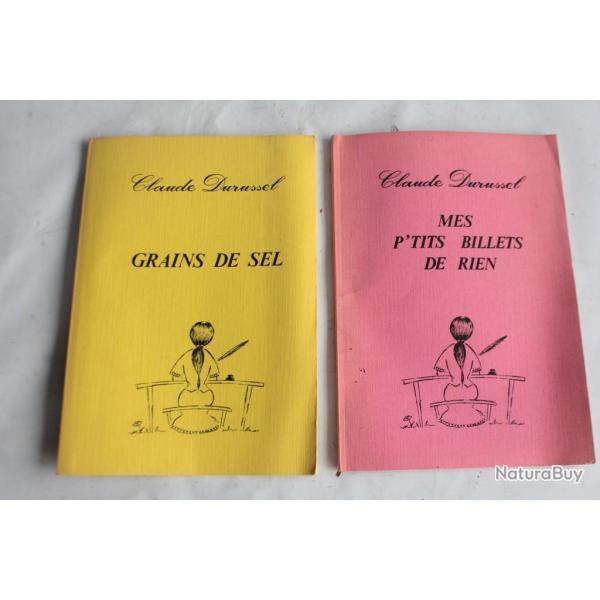 Claude Durussel
GRAINS DE SEL
Claude Durussel
MES
P'TITS BILLETS
DE RIEN
NaturaBuy